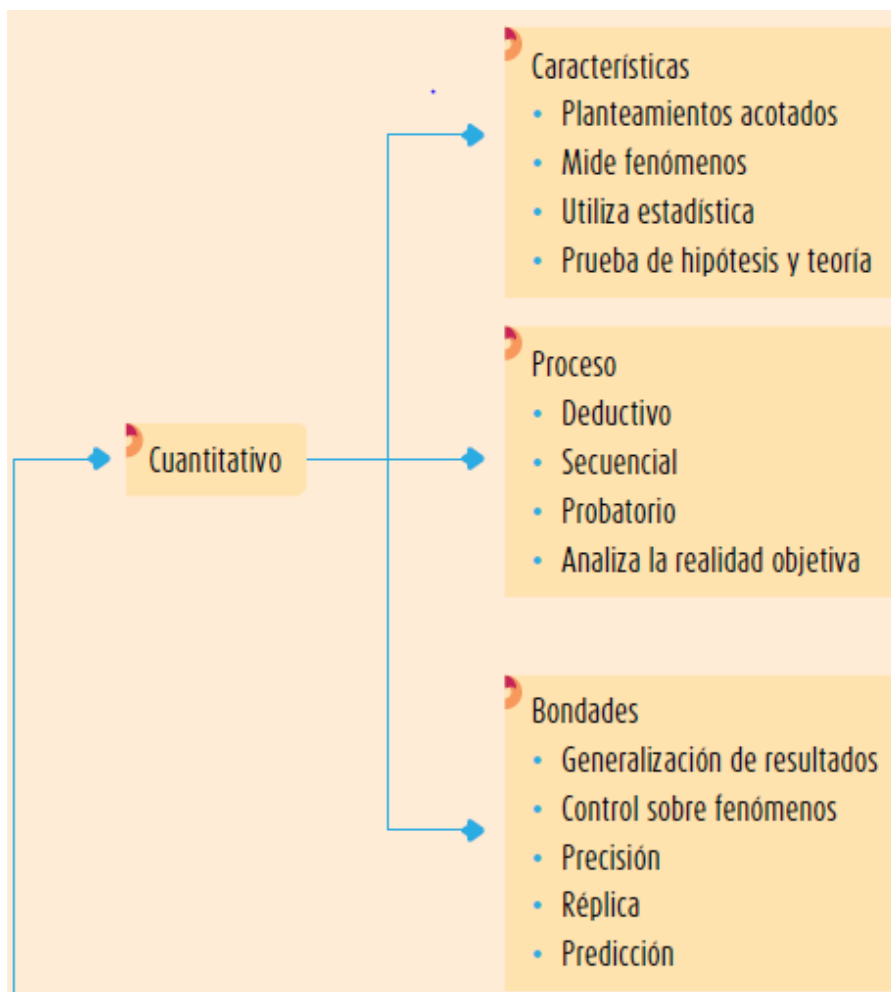 Características
• Planteamientos acotados
• Mide fenómenos
• Utiliza estadística
• Prueba de hipótesis y teoría
Cuantitativo
Proceso
• Deductivo
• Secuencial
• Probatorio
• Analiza la realidad objetiva
Bondades
• Generalización de resultados
• Control sobre fenómenos
• Precisión
• Réplica
• Predicción